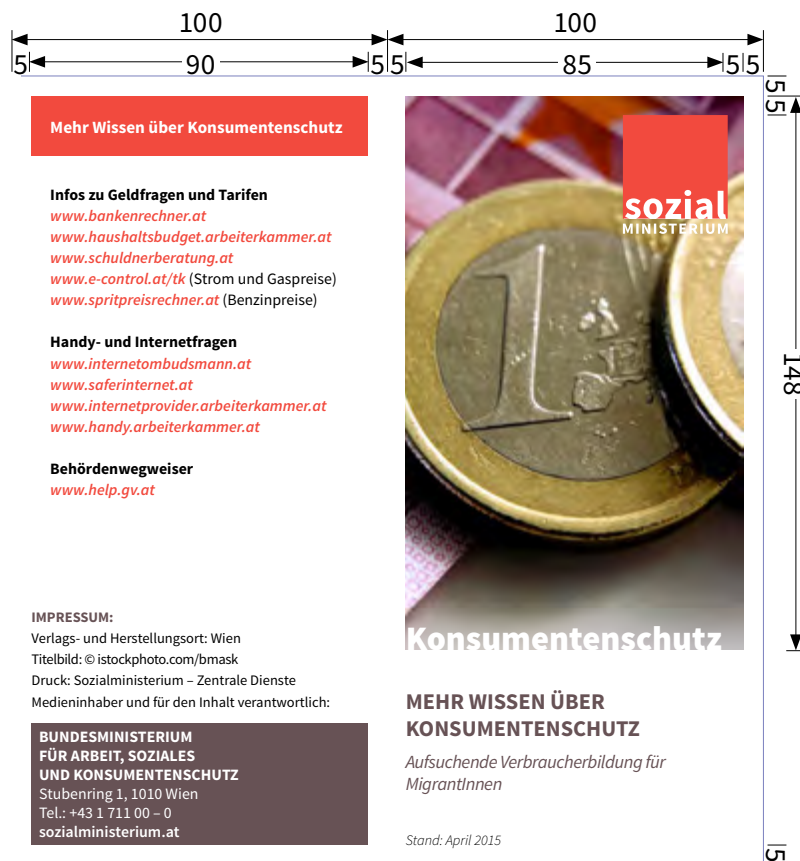 100
100
5
90
5
5
85
5
5
5
5
148
5
Mehr Wissen über Konsumentenschutz
Infos zu Geldfragen und Tarifen
www.bankenrechner.at
www.haushaltsbudget.arbeiterkammer.at
www.schuldnerberatung.at
www.e-control.at/tk (Strom und Gaspreise)
www.spritpreisrechner.at (Benzinpreise)
Handy- und Internetfragen
www.internetombudsmann.at
www.saferinternet.at
www.internetprovider.arbeiterkammer.at
www.handy.arbeiterkammer.at
Behördenwegweiser
www.help.gv.at
IMPRESSUM:
Verlags- und Herstellungsort: Wien
Titelbild: © istockphoto.com/bmask
Druck: Sozialministerium – Zentrale Dienste
Medieninhaber und für den Inhalt verantwortlich:
BUNDESMINISTERIUM
FÜR ARBEIT, SOZIALES
UND KONSUMENTENSCHUTZ
Stubenring 1, 1010 Wien
Tel.: +43 1 711 00 – 0
sozialministerium.at
sozial
MINISTERIUM
1
Konsumentenschutz
MEHR WISSEN ÜBER
KONSUMENTENSCHUTZ
Aufsuchende Verbraucherbildung für
MigrantInnen
Stand: April 2015